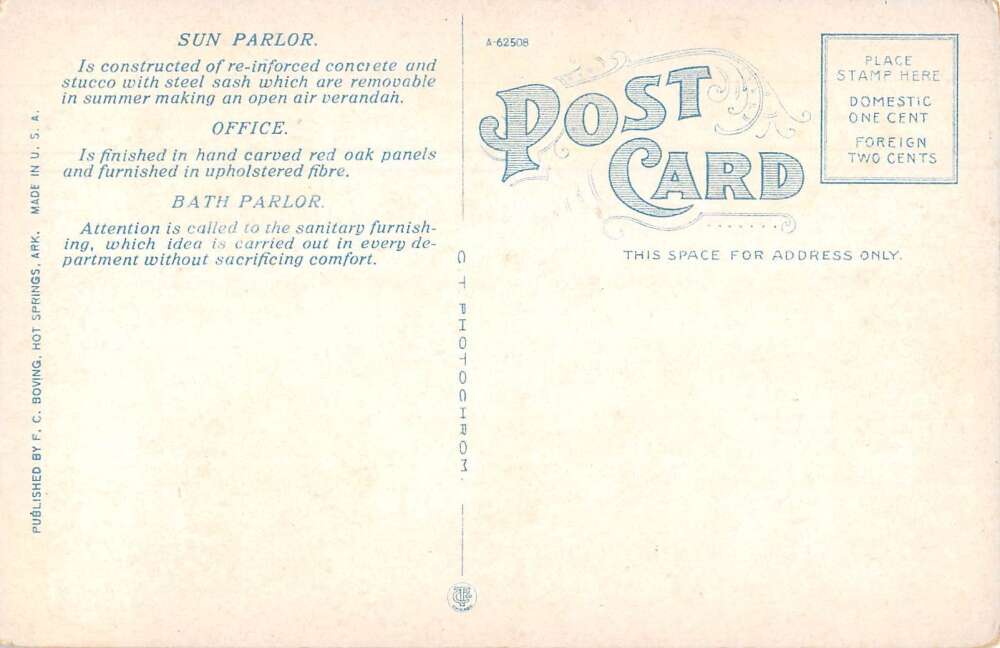 SUN PARLOR.
Is constructed of re-inforced concrete and
stucco with steel sash which are removable
in summer making an open air verandah.
OFFICE.
Is finished in hand carved red oak panels
and furnished in upholstered fibre.
BATH PARLOR.
Attention is called to the sanitary furnish-
ing, which idea is carried out in every de-
partment without sacrificing comfort.
PUBLISHED BY F. C. BOVING, HOT SPRINGS, ARK. MADE IN U. S. A.
C. T. PHOTOCHROM.
A-62508
POST
CARD
THIS SPACE FOR ADDRESS ONLY.
PLACE
STAMP HERE
DOMESTIC
ONE CENT
FOREIGN
TWO CENTS